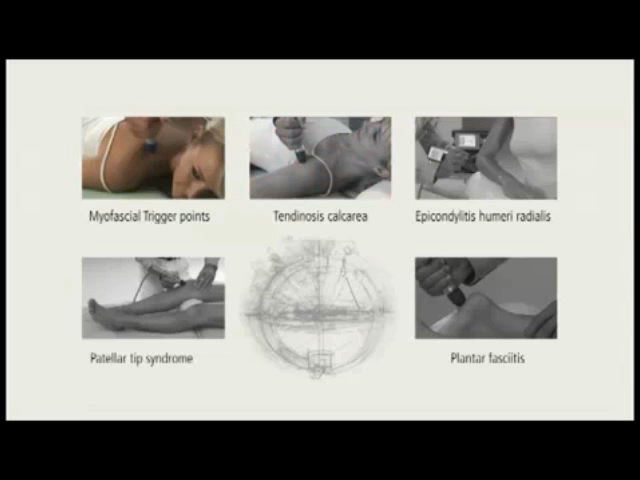 Myofascial Trigger points
Tendinosis calcarea
Epicondylitis humeri radialis
Patellar tip syndrome
Plantar fasciitis